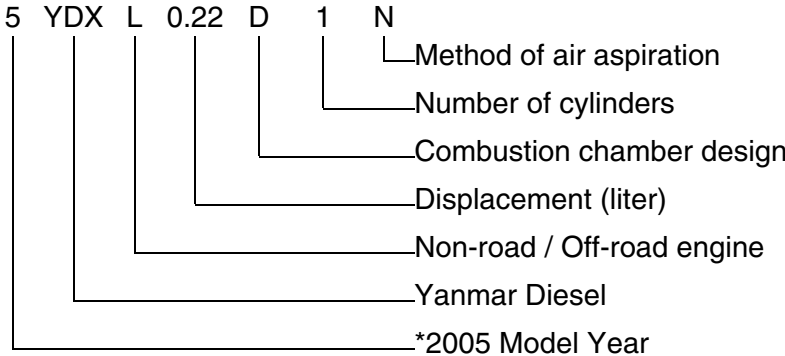 5 YDX L 0.22 D 1 N
Method of air aspiration
Number of cylinders
Combustion chamber design
Displacement (liter)
Non-road / Off-road engine
Yanmar Diesel
*2005 Model Year